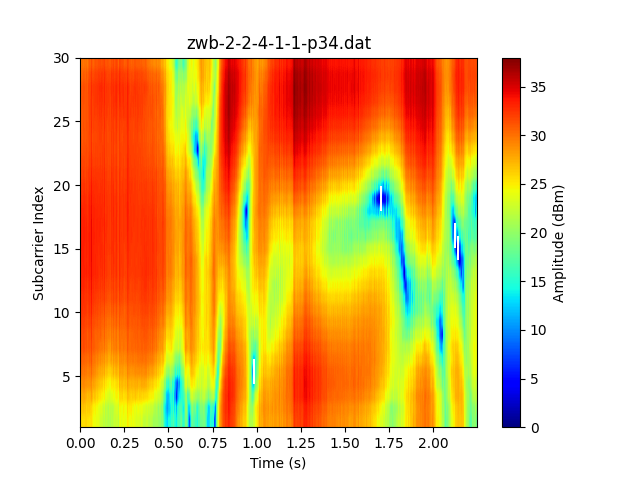 zwb-2-2-4-1-1-p34.dat
30
25
20
15
10
5
Subcarrier Index
0.00 0.25 0.50 0.75 1.00 1.25 1.50 1.75 2.00
Time (s)
35
30
25
20
15
10
5
0
Amplitude (dBm)